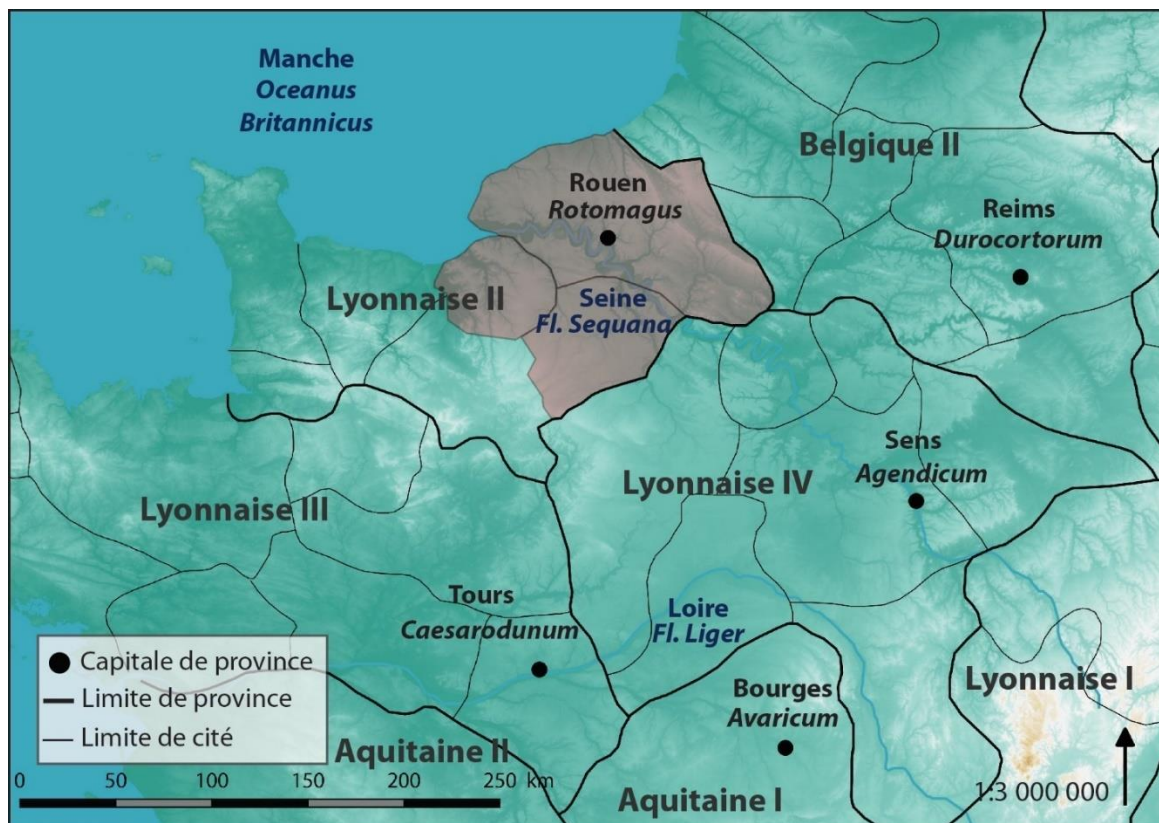 Manche
Oceanus
Britannicus
Belgique II
Rouen
Rotomagus
Reims
Durocortorum
Lyonnaise II
Seine
Fl. Sequana
Sens
Agendicum
Lyonnaise IV
Lyonnaise III
Tours
Caesarodunum
Loire
Fl. Liger
Capitale de province
Limite de province
Limite de cité
Bourges
Avaricum
Lyonnaise I
Aquitaine II
Aquitaine I
0 50 100 150 200 250 km
1:3 000 000